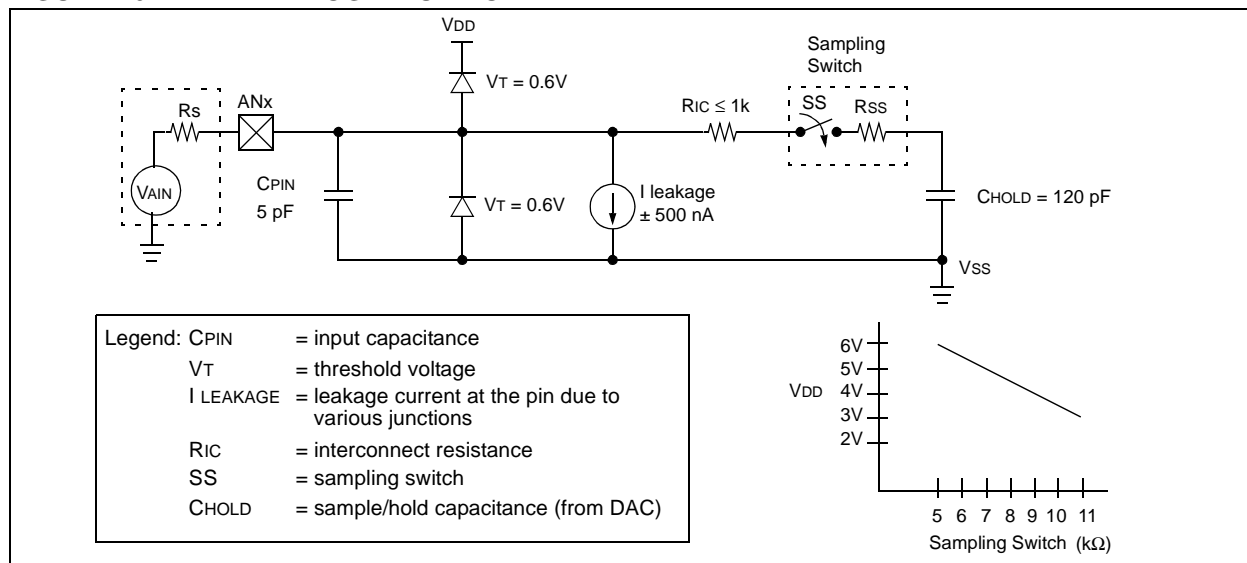 VDD
Sampling
Switch
VT = 0.6V
ANx
Rs
RIC ≤ 1k
SS
RSS
CPIN
5 pF
VAIN
VT = 0.6V
I leakage
± 500 nA
CHOLD = 120 pF
VSS
Legend: CPIN = input capacitance
VT = threshold voltage
I LEAKAGE = leakage current at the pin due to
various junctions
RIC = interconnect resistance
SS = sampling switch
CHOLD = sample/hold capacitance (from DAC)
6V
5V
VDD 4V
3V
2V
5 6 7 8 9 10 11
Sampling Switch (kΩ)